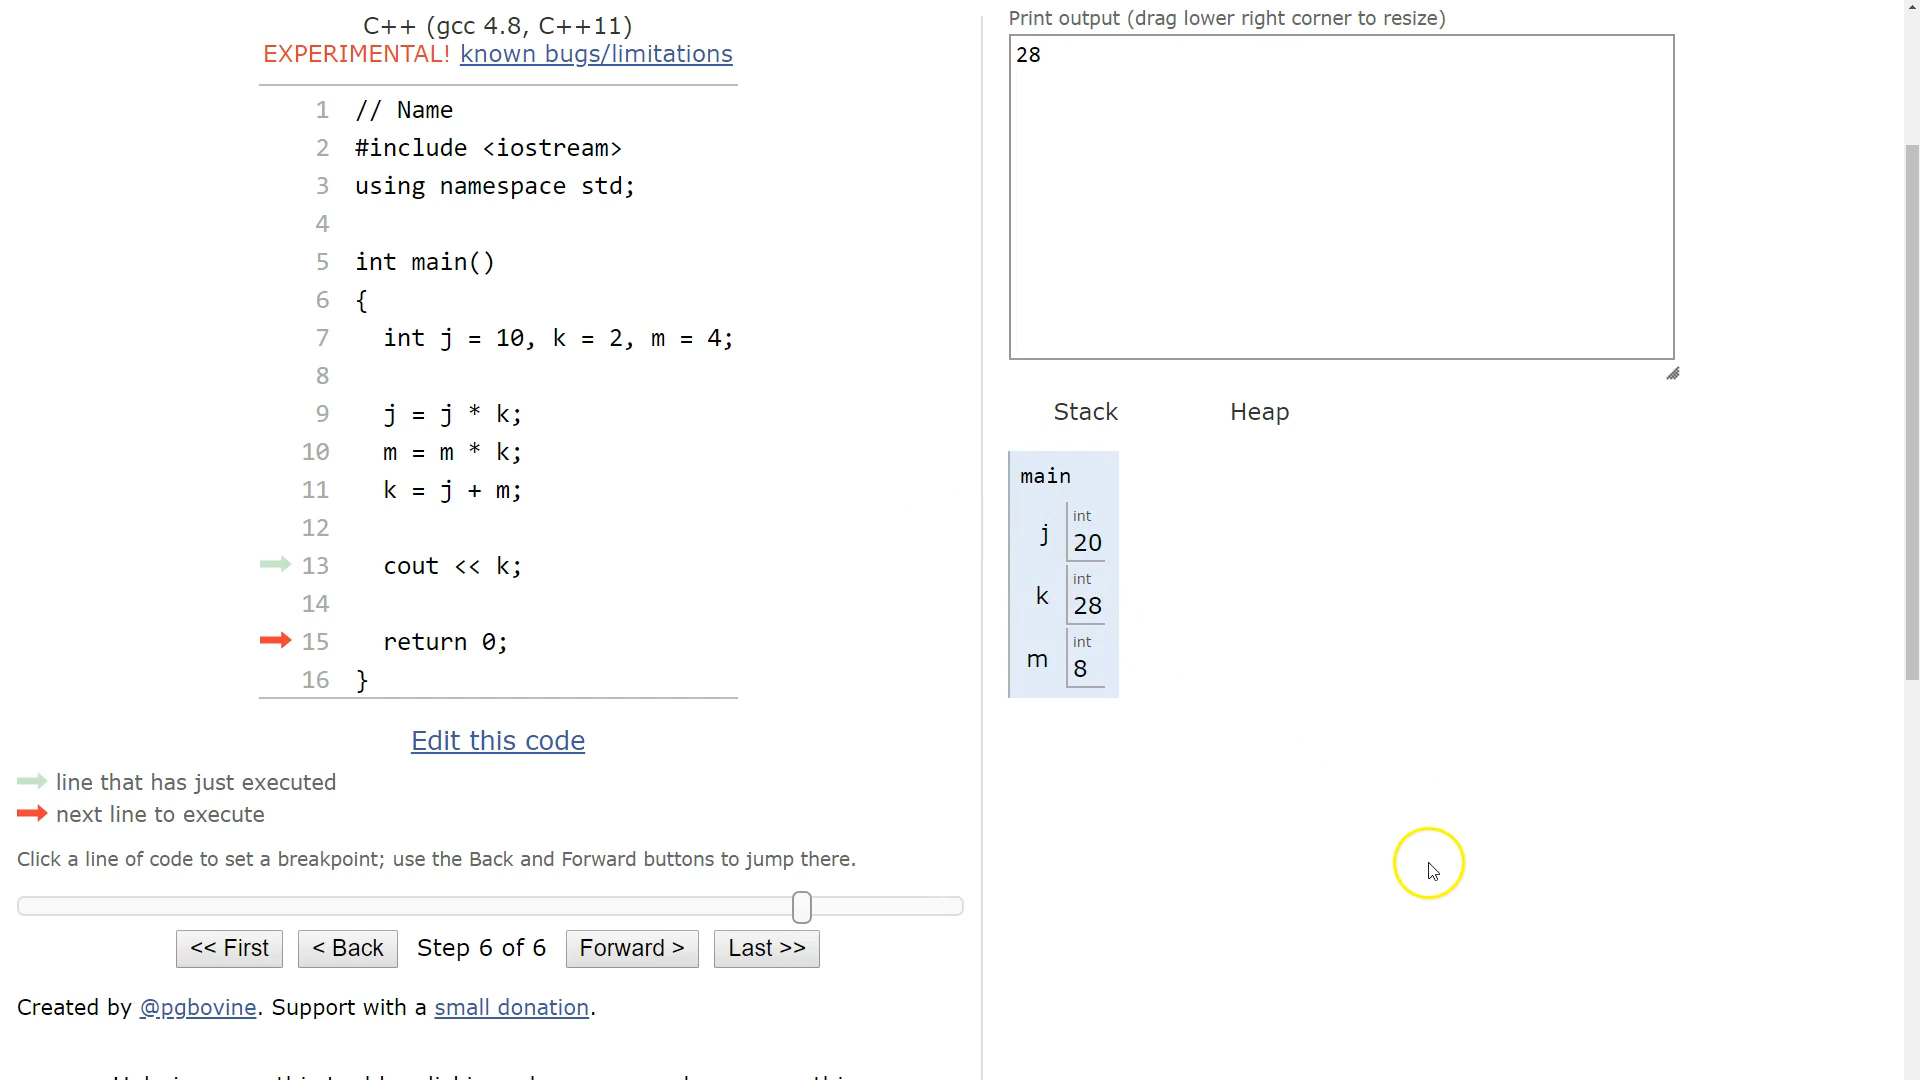 C++ (gcc 4.8, C++11)
EXPERIMENTAL! known bugs/limitations
1 // Name
2 #include <iostream>
3 using namespace std;
4
5 int main()
6 {
7 int j = 10, k = 2, m = 4;
8
9 j = j * k;
10 m = m * k;
11 k = j + m;
12
13 cout << k;
14
15 return 0;
16 }
Edit this code
line that has just executed
next line to execute
Click a line of code to set a breakpoint; use the Back and Forward buttons to jump there.
<< First < Back Step 6 of 6 Forward > Last >>
Created by @pgbovine. Support with a small donation.
Print output (drag lower right corner to resize)
28
Stack Heap
main
int
j 20
int
k 28
int
m 8